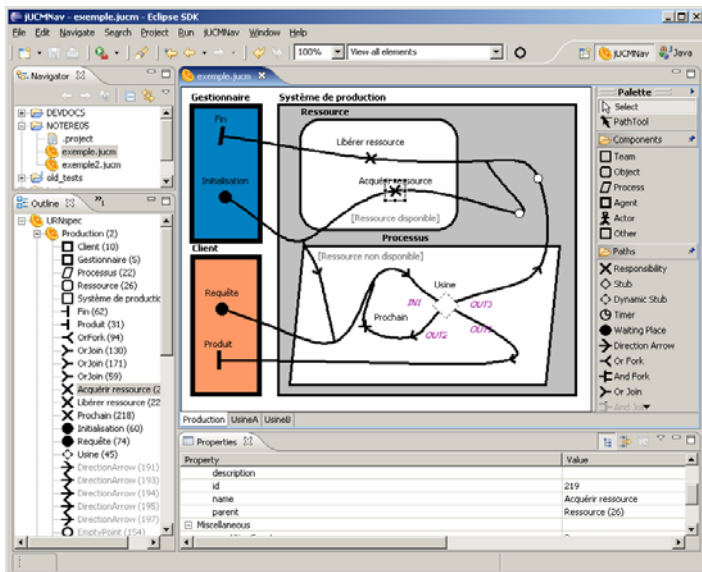 jUCMNav - exemple.jucm - Eclipse SDK
File Edit Navigate Search Project Run jUCMNav Window Help
100% View all elements jUCMNav Java
Navigator
DEVDOCS
NOTERE05
.project
exemple.jucm
exemple2.jucm
old_tests
Outline
URNspec
Production (2)
Client (10)
Gestionnaire (5)
Processus (22)
Ressource (26)
Système de productic
Fin (62)
Produit (31)
OrFork (94)
OrJoin (130)
OrJoin (171)
OrJoin (59)
Acquérir ressource (2
Libérer ressource (22
Prochain (218)
Initialisation (60)
Requête (74)
Usine (45)
DirectionArrow (191)
DirectionArrow (193)
DirectionArrow (194)
DirectionArrow (195)
DirectionArrow (197)
EmptyPoint (154)
exemple.jucm
Gestionnaire
Système de production
Ressource
Fin
Libérer ressource
Initialisation
Acquérir ressource
[Ressource disponible]
Processus
Client
[Ressource non disponible]
Requête
Usine
IN1
OUT3
Prochain
OUT2
OUT1
Produit
Production UsineA UsineB
Palette
Select
PathTool
Components
Team
Object
Process
Agent
Actor
Other
Paths
Responsibility
Stub
Dynamic Stub
Timer
Waiting Place
Direction Arrow
Or Fork
And Fork
Or Join
Properties
Property Value
description
id 219
name Acquérir ressource
parent Ressource (26)
Miscellaneous